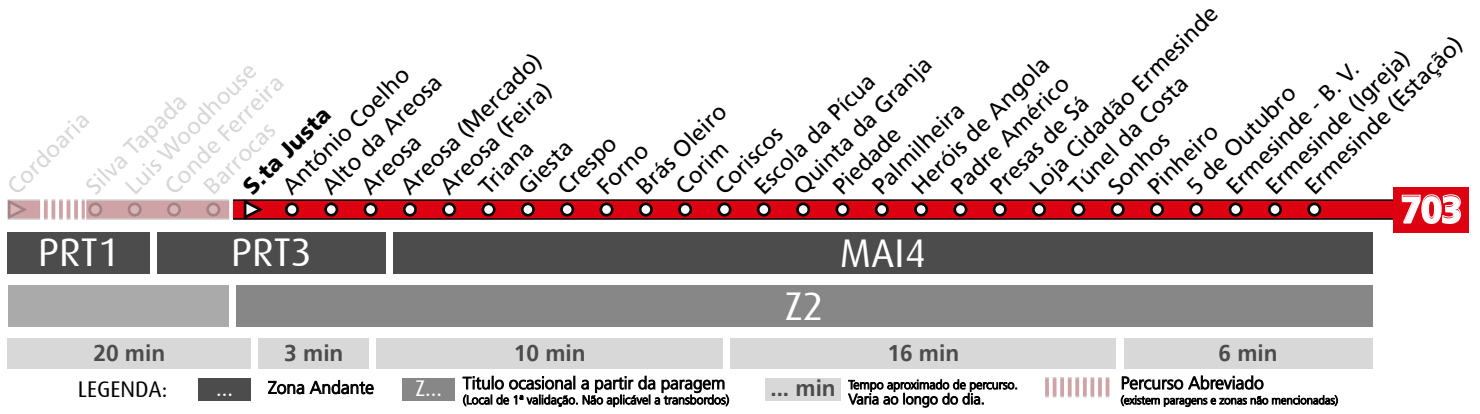 Cordoaria
Silva Tapada
Luis Woodhouse
Conde Ferreira
Barrocas
S.ta Justa
António Coelho
Alto da Areosa
Areosa
Areosa (Mercado)
Areosa (Feira)
Triana
Giesta
Crespo
Forno
Brás Oleiro
Corim
Coriscos
Escola da Pícua
Quinta da Granja
Piedade
Palmilheira
Heróis de Angola
Padre Américo
Presas de Sá
Loja Cidadão Ermesinde
Túnel da Costa
Sonhos
Pinheiro
5 de Outubro
Ermesinde - B. V.
Ermesinde (Igreja)
Ermesinde (Estação)
703
PRT1 PRT3 MAI4
Z2
20 min 3 min 10 min 16 min 6 min
LEGENDA:
...
Zona Andante
Z...
Titulo ocasional a partir da paragem
(Local de 1ª validação. Não aplicável a transbordos)
... min
Tempo aproximado de percurso.
Varia ao longo do dia.
Percurso Abreviado
(existem paragens e zonas não mencionadas)